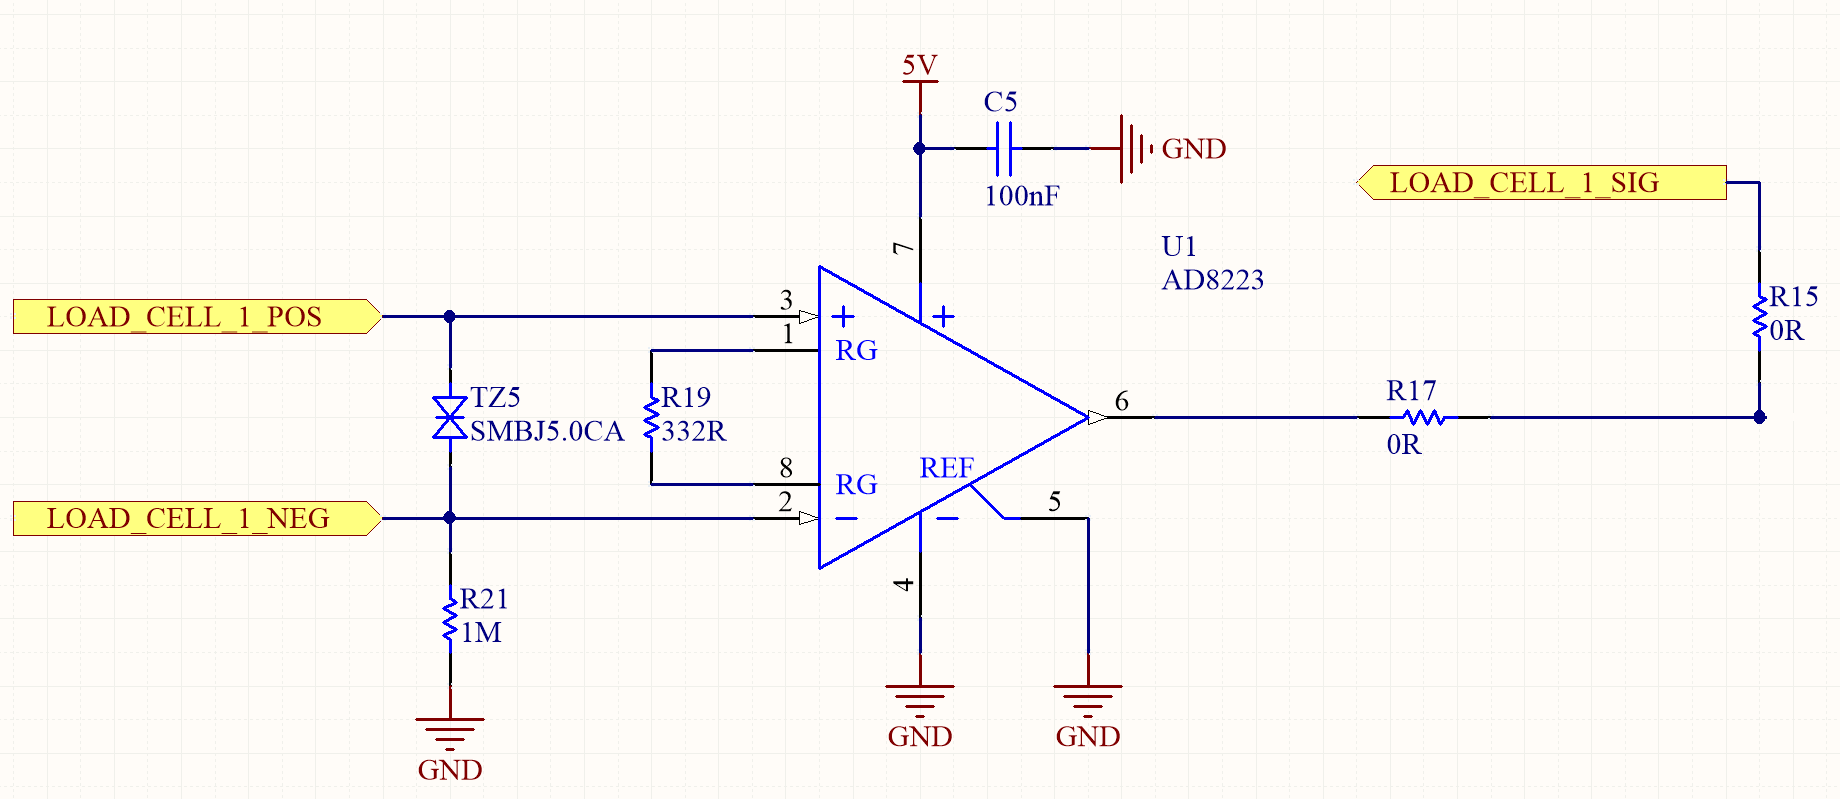 5V
C5
GND
100nF
LOAD_CELL_1_SIG
7
U1
AD8223
R15
0R
LOAD_CELL_1_POS
3
+
+
1
RG
TZ5
SMBJ5.0CA
R19
332R
6
R17
0R
8
RG
REF
LOAD_CELL_1_NEG
2
−
−
5
4
R21
1M
GND
GND
GND